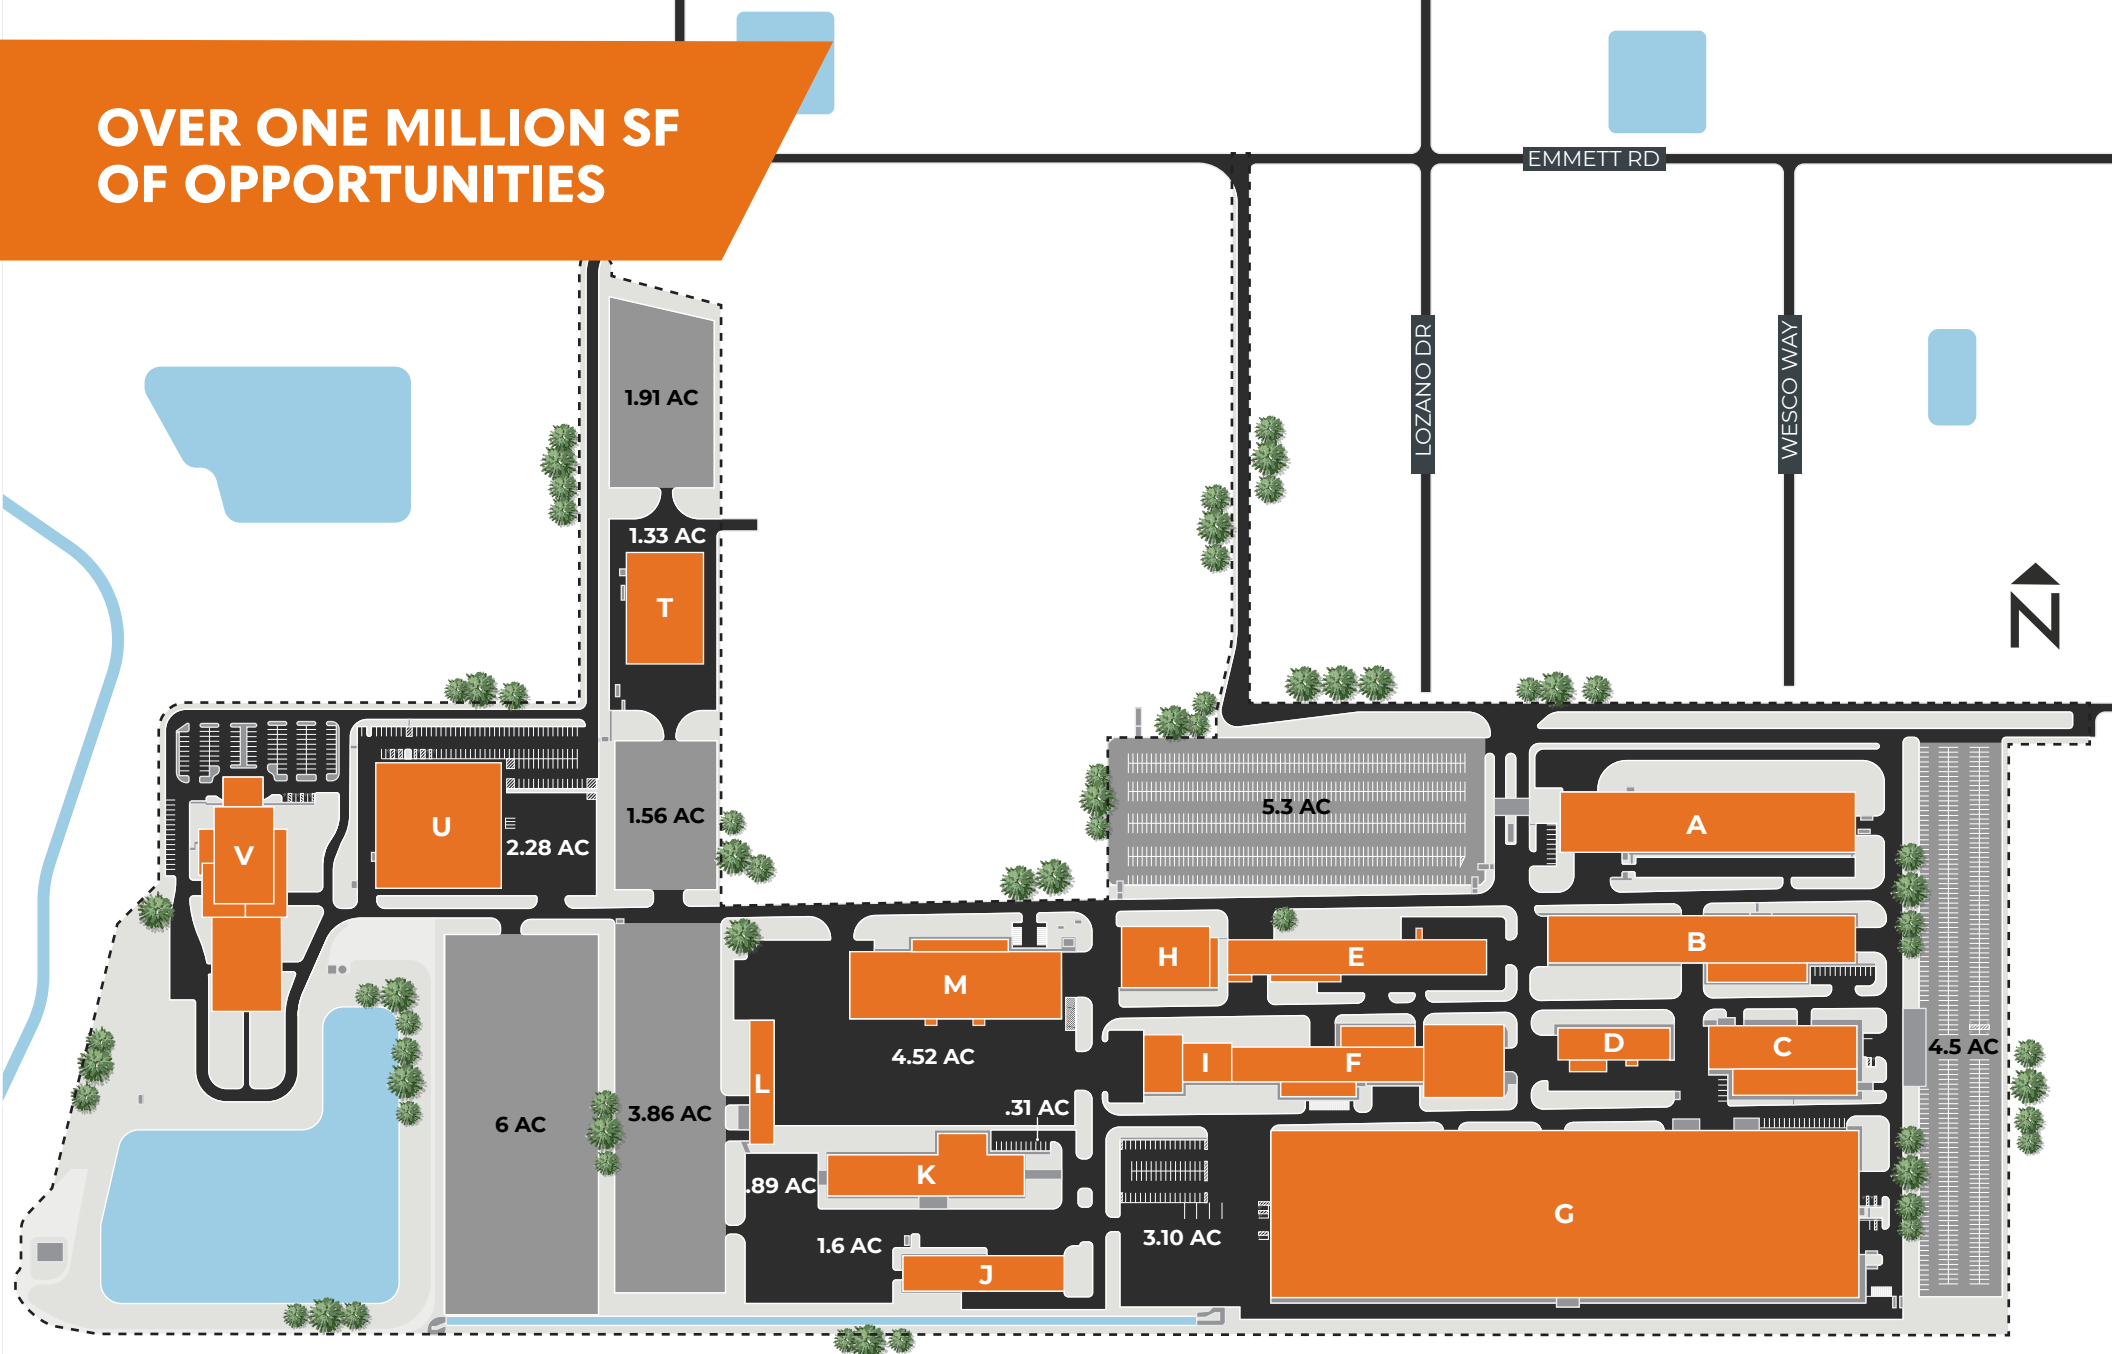 OVER ONE MILLION SF
OF OPPORTUNITIES
EMMETT RD
LOZANO DR
WESCO WAY
1.91 AC
1.33 AC
T
N
1.56 AC
5.3 AC
A
U
2.28 AC
V
B
H
E
M
D
C
4.5 AC
4.52 AC
I
F
L
6 AC
3.86 AC
.31 AC
K
.89 AC
G
3.10 AC
1.6 AC
J